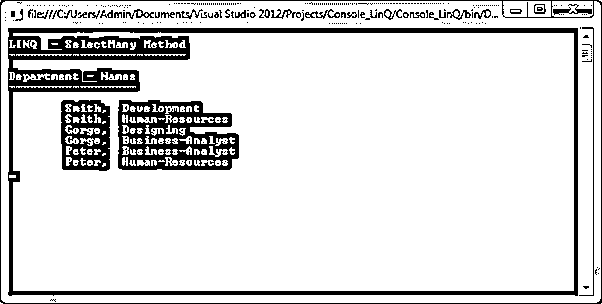 file:///C:/Users/Admin/Documents/Visual Studio 2012/Projects/Console_LinQ/Console_LinQ/bin/D...
LINQ - SelectMany Method
Department - Names
Smith, Development
Smith, Human-Resources
Gorge, Designing
Gorge, Business-Analyst
Peter, Business-Analyst
Peter, Human-Resources